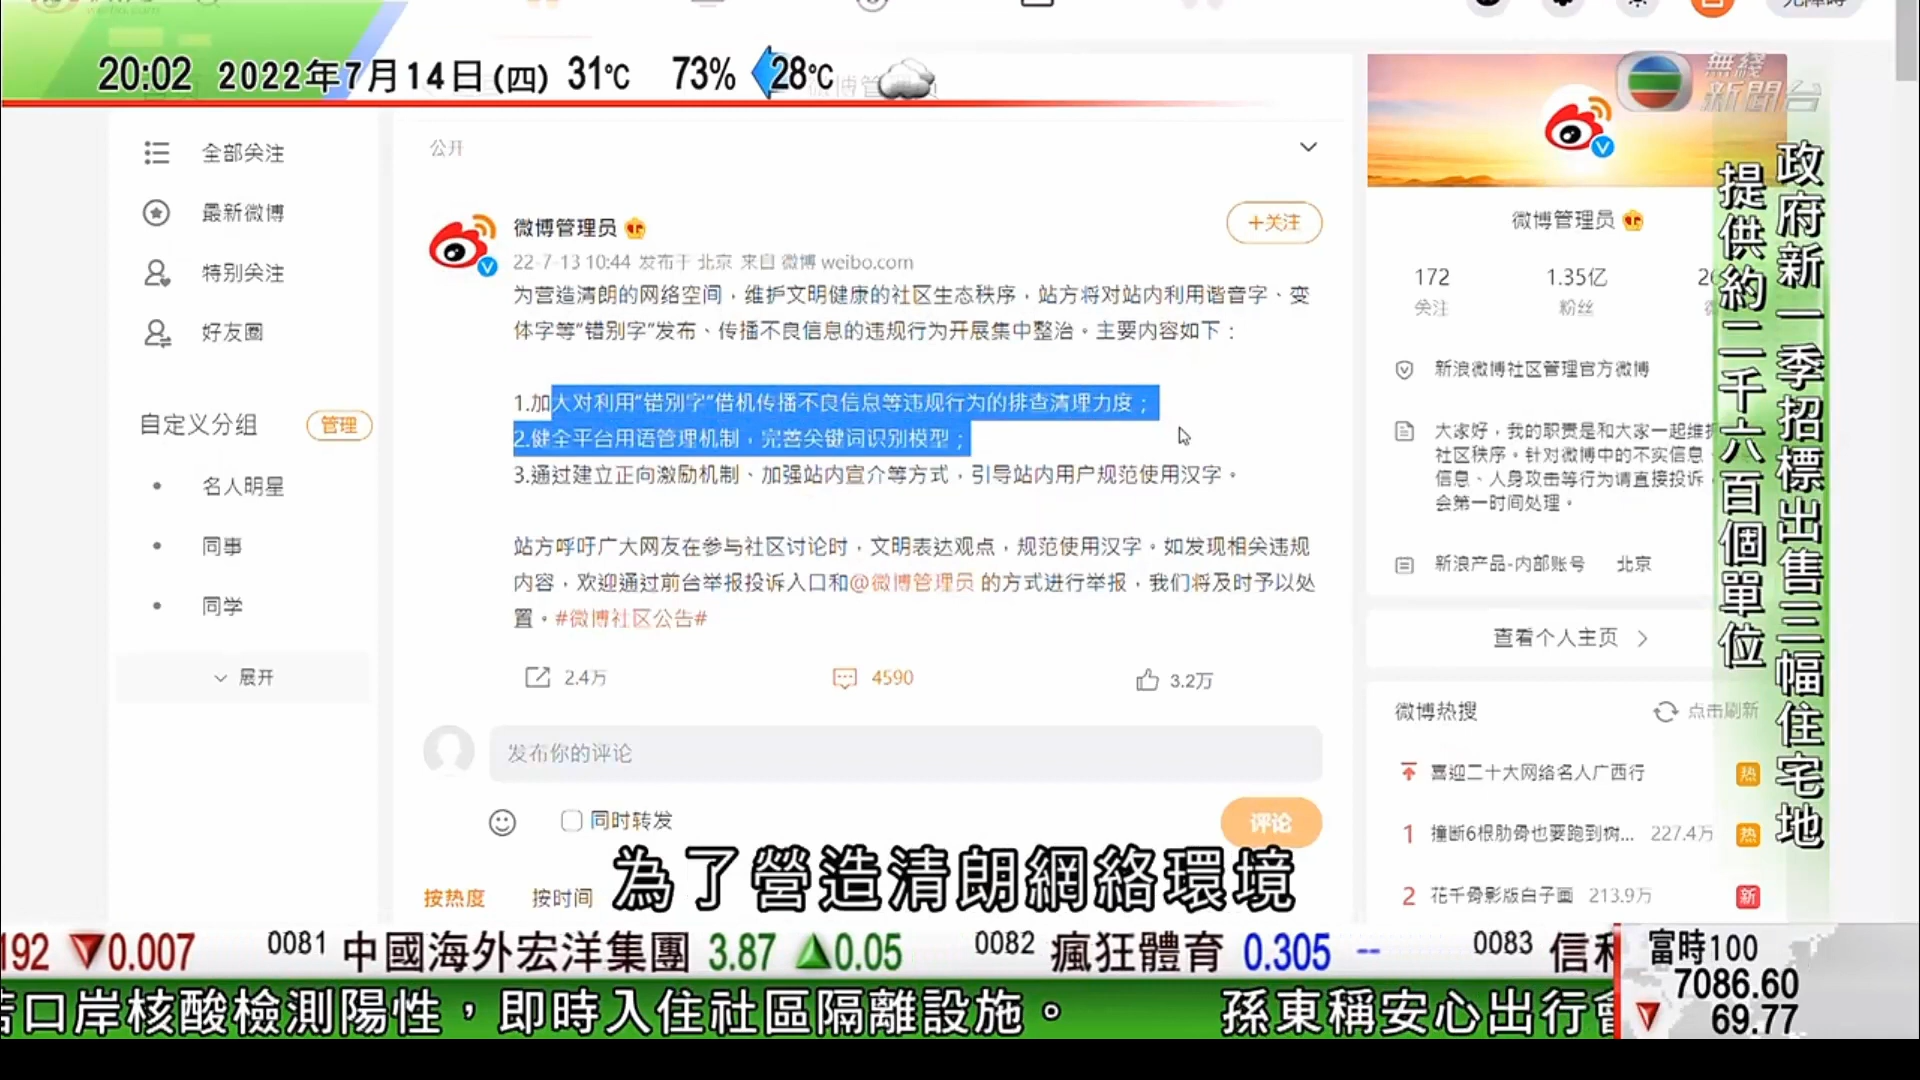 weibo.com
无障碍
20:02 2022年7月14日(四) 31℃ 73% 28℃
無綫
新聞台
全部关注
最新微博
特别关注
好友圈
自定义分组 管理
名人明星
同事
同学
展开
公开
微博管理员
+关注
22-7-13 10:44 发布于 北京 来自 微博 weibo.com
为营造清朗的网络空间，维护文明健康的社区生态秩序，站方将对站内利用谐音字、变
体字等“错别字”发布、传播不良信息的违规行为开展集中整治。主要内容如下：
1.加大对利用“错别字”借机传播不良信息等违规行为的排查清理力度；
2.健全平台用语管理机制，完善关键词识别模型；
3.通过建立正向激励机制、加强站内宣介等方式，引导站内用户规范使用汉字。
站方呼吁广大网友在参与社区讨论时，文明表达观点，规范使用汉字。如发现相关违规
内容，欢迎通过前台举报投诉入口和@微博管理员 的方式进行举报，我们将及时予以处
置。#微博社区公告#
2.4万 4590 3.2万
发布你的评论
同时转发
评论
按热度 按时间
微博管理员
172 1.35亿
关注 粉丝
新浪微博社区管理官方微博
大家好，我的职责是和大家一起维护
社区秩序。针对微博中的不实信息、
信息、人身攻击等行为请直接投诉，
会第一时间处理。
新浪产品-内部账号 北京
查看个人主页
微博热搜 点击刷新
喜迎二十大网络名人广西行 热
1 撞断6根肋骨也要跑到树... 227.4万 热
2 花千骨影版白子画 213.9万 新
政府新一季招標出售三幅住宅地
提供約二千六百個單位
為了營造清朗網絡環境
192 ▼0.007 0081 中國海外宏洋集團 3.87 ▲0.05 0082 瘋狂體育 0.305 -- 0083 信和
口岸核酸檢測陽性，即時入住社區隔離設施。 孫東稱安心出行會
富時100
7086.60
▼ 69.77